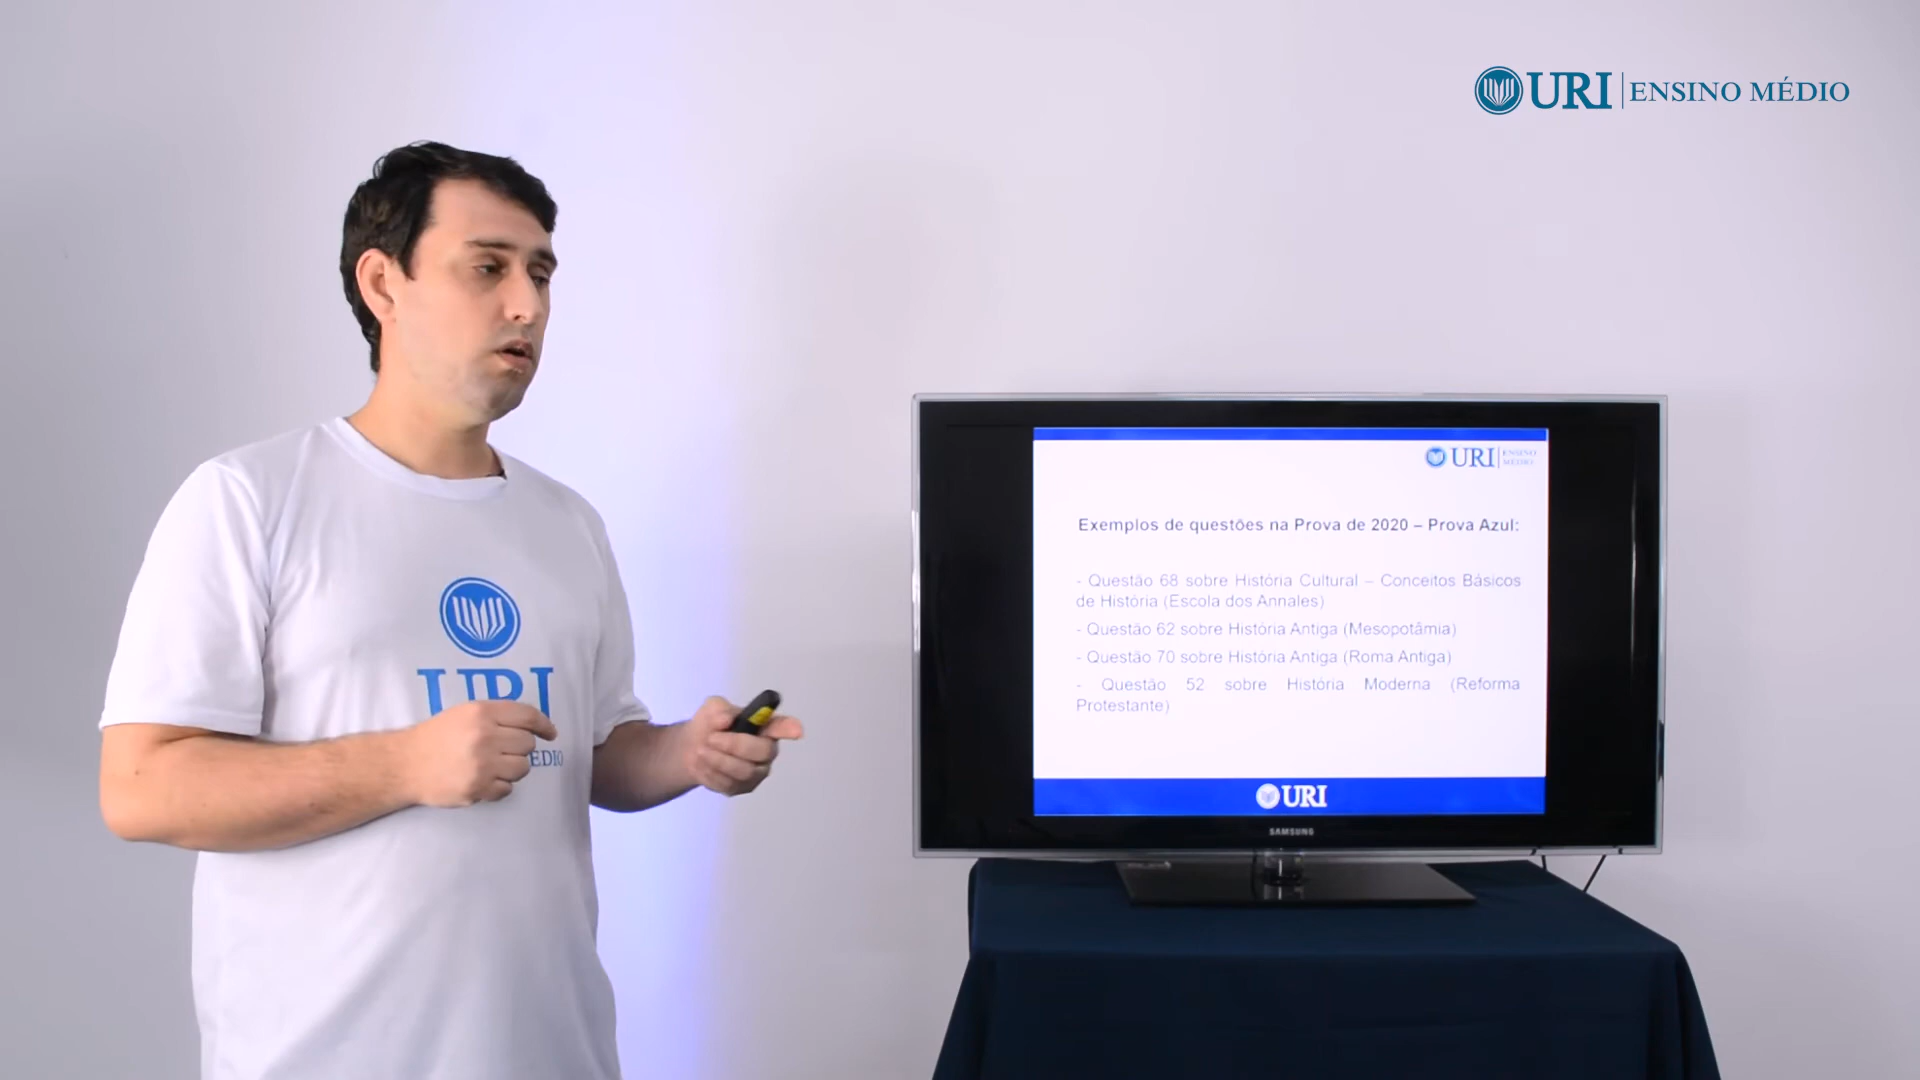 URI ENSINO MÉDIO
URI ENSINO MÉDIO
Exemplos de questões na Prova de 2020 – Prova Azul:
- Questão 68 sobre História Cultural – Conceitos Básicos
de História (Escola dos Annales)
- Questão 62 sobre História Antiga (Mesopotâmia)
- Questão 70 sobre História Antiga (Roma Antiga)
- Questão 52 sobre História Moderna (Reforma
Protestante)
URI
SAMSUNG
URI
EDIO